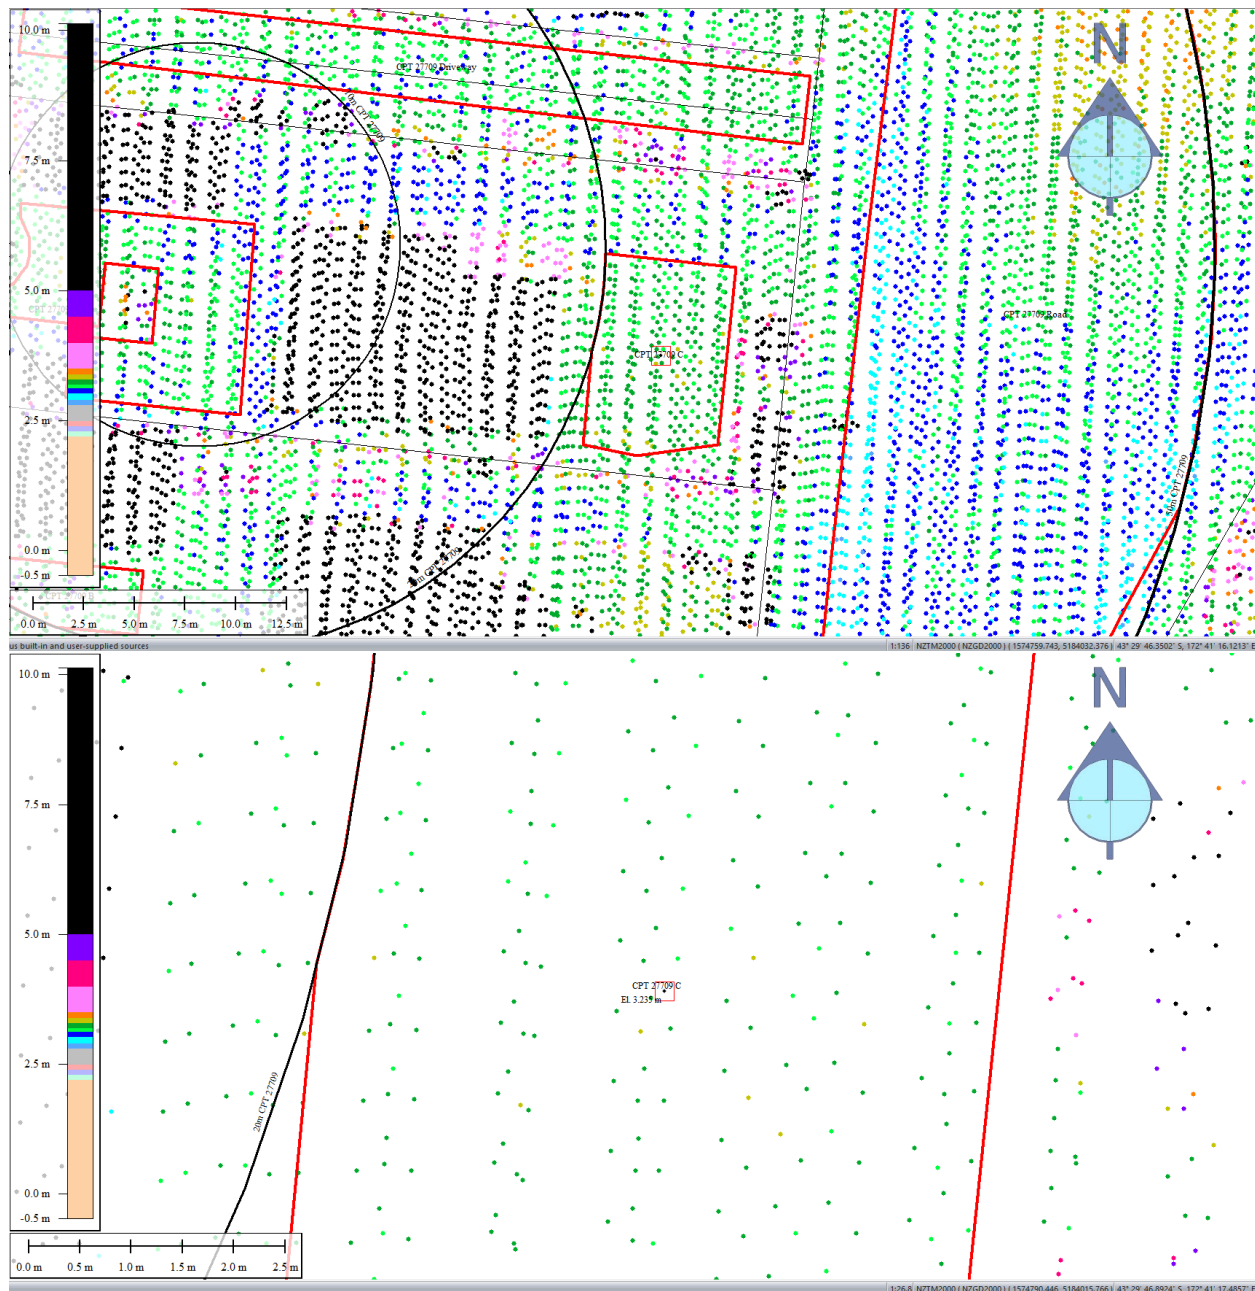 10.0 m
N
CPT 27709 Driveway
7.5 m
5.0 m
CPT 27709 Road
CPT 27709 C
2.5 m
0.0 m
-0.5 m
50m CPT 27709
0.0 m 2.5 m 5.0 m 7.5 m 10.0 m 12.5 m
us built-in and user-supplied sources
1:136 NZTM2000 ( NZGD2000 ) ( 1574759.743, 5184032.376 ) 43° 29' 46.3502" S, 172° 41' 16.1213" E
10.0 m
N
7.5 m
5.0 m
CPT 27709 C
El. 3.235 m
2.5 m
20m CPT 27709
0.0 m
-0.5 m
0.0 m 0.5 m 1.0 m 1.5 m 2.0 m 2.5 m
1:26.8 NZTM2000 ( NZGD2000 ) ( 1574790.446, 5184015.766 ) 43° 29' 46.8924" S, 172° 41' 17.4857" E